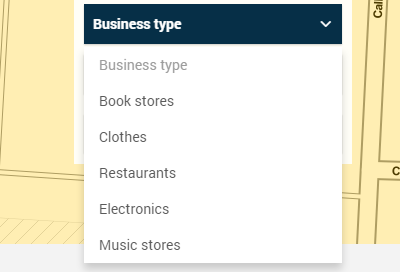 Business type
Business type
Book stores
Clothes
Restaurants
Electronics
Music stores